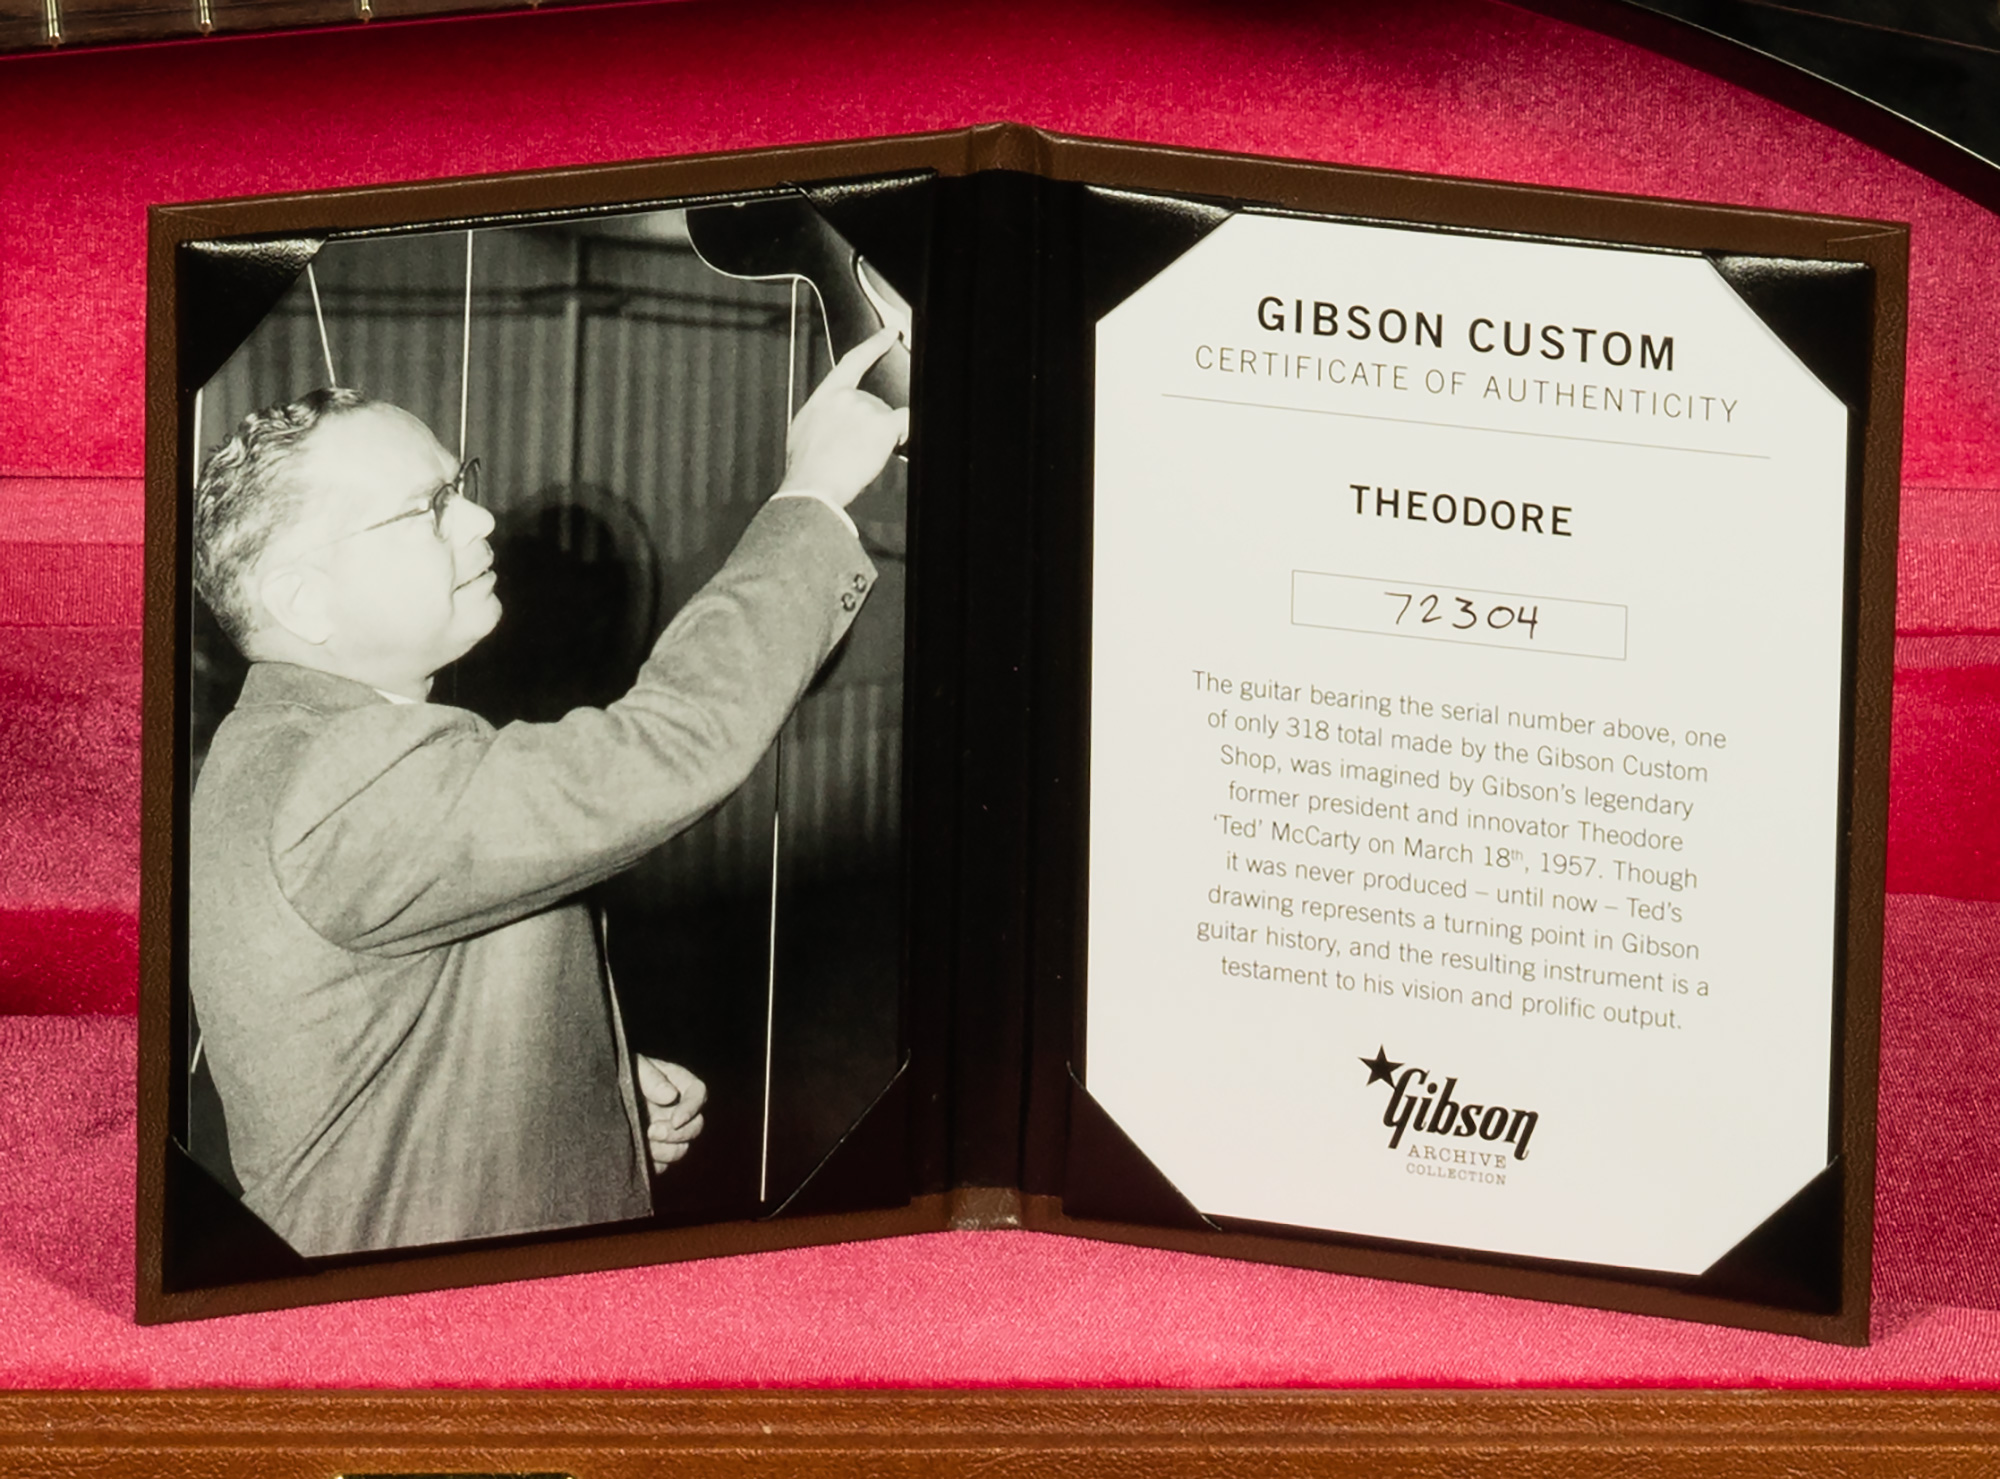 GIBSON CUSTOM
CERTIFICATE OF AUTHENTICITY
THEODORE
72304
The guitar bearing the serial number above, one
of only 318 total made by the Gibson Custom
Shop, was imagined by Gibson's legendary
former president and innovator Theodore
‘Ted’ McCarty on March 18th, 1957. Though
it was never produced – until now – Ted's
drawing represents a turning point in Gibson
guitar history, and the resulting instrument is a
testament to his vision and prolific output.
Gibson
ARCHIVE
COLLECTION